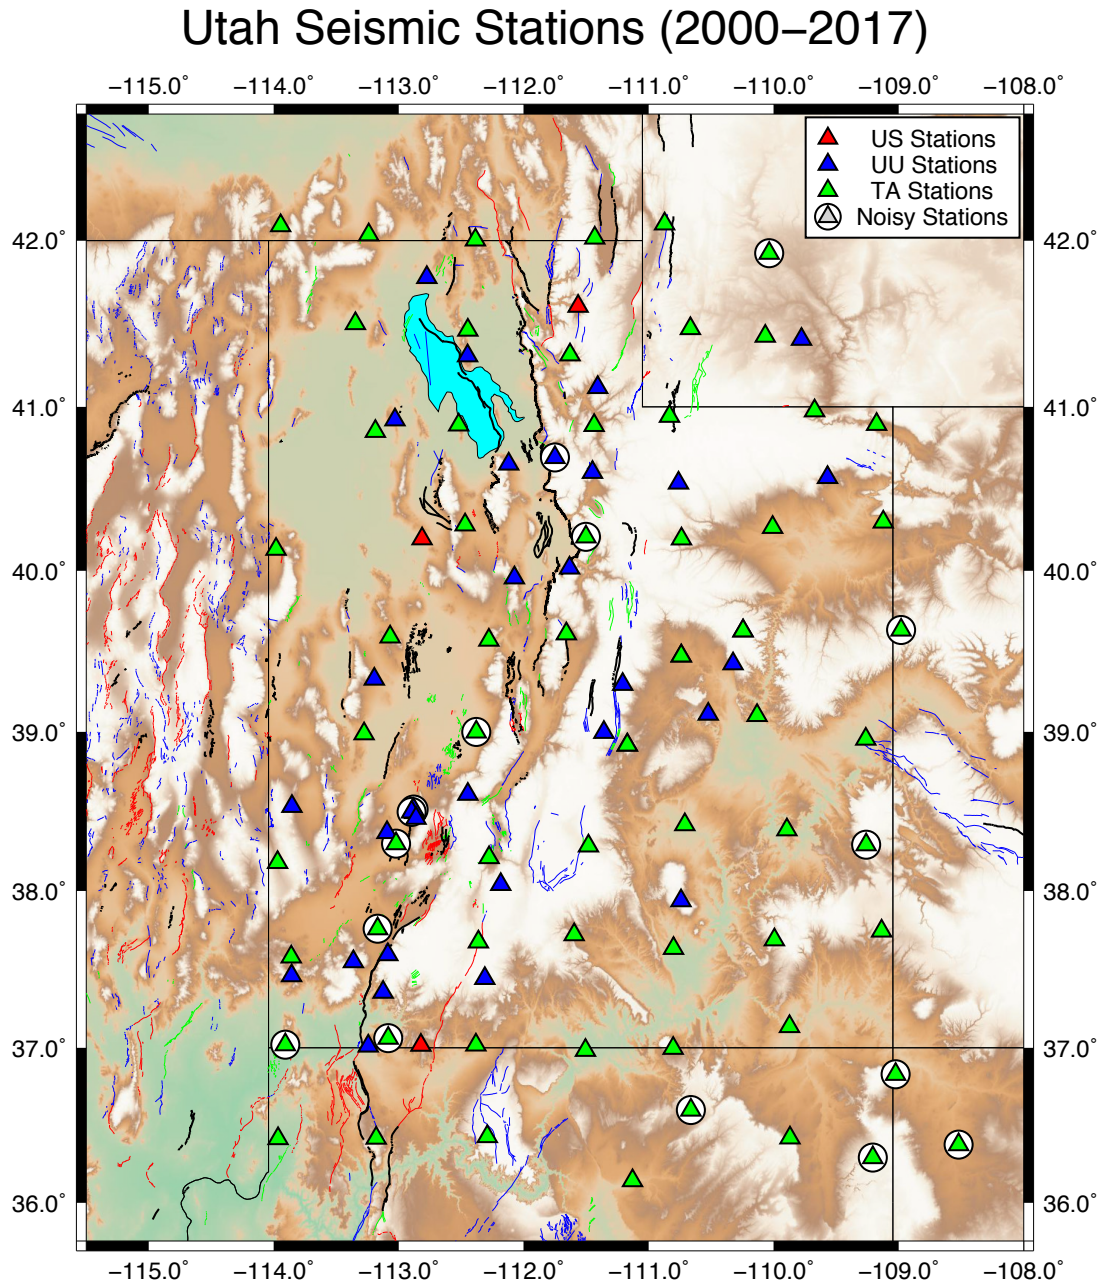 Utah Seismic Stations (2000−2017)
−115.0° −114.0° −113.0° −112.0° −111.0° −110.0° −109.0° −108.0°
US Stations
UU Stations
TA Stations
Noisy Stations
42.0° 42.0°
41.0° 41.0°
40.0° 40.0°
39.0° 39.0°
38.0° 38.0°
37.0° 37.0°
36.0° 36.0°
−115.0° −114.0° −113.0° −112.0° −111.0° −110.0° −109.0° −108.0°